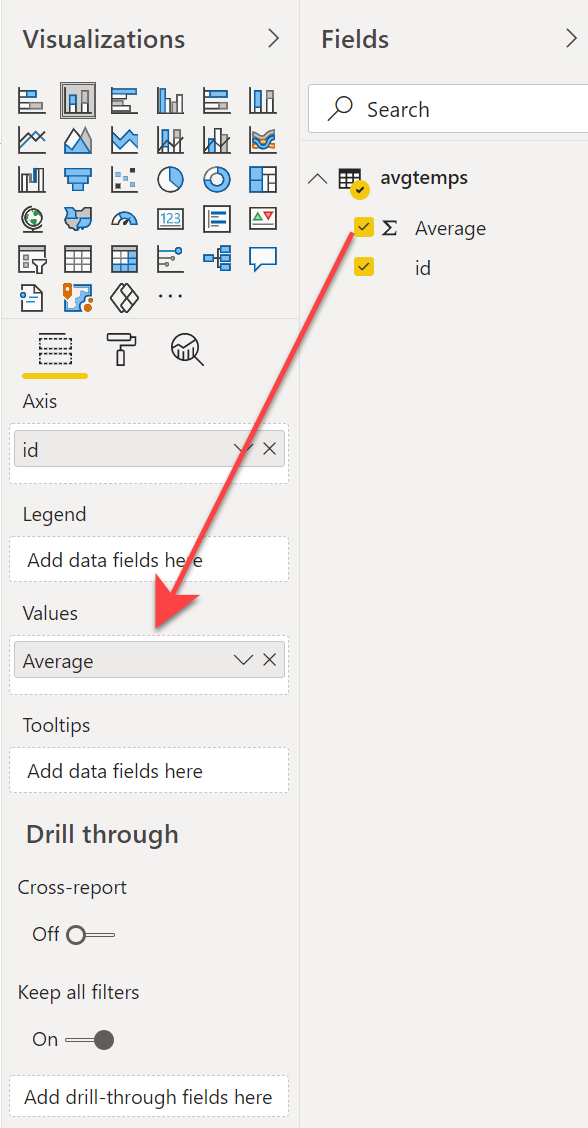 Visualizations
123
Axis
id
Legend
Add data fields here
Values
Average
Tooltips
Add data fields here
Drill through
Cross-report
Off
Keep all filters
On
Add drill-through fields here
Fields
Search
avgtemps
Σ Average
id